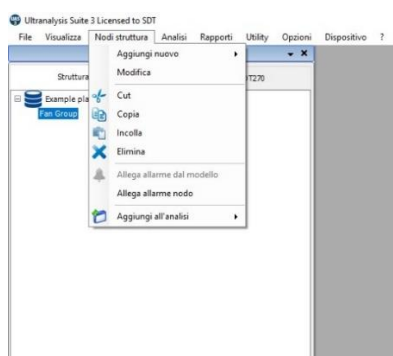 Ultranalysis Suite 3 Licensed to SDT
File Visualizza Nodi struttura Analisi Rapporti Utility Opzioni Dispositivo ?
Aggiungi nuovo
Struttura
Modifica
Example pla
Cut
Fan Group
Copia
Incolla
Elimina
Allega allarme dal modello
Allega allarme nodo
Aggiungi all'analisi